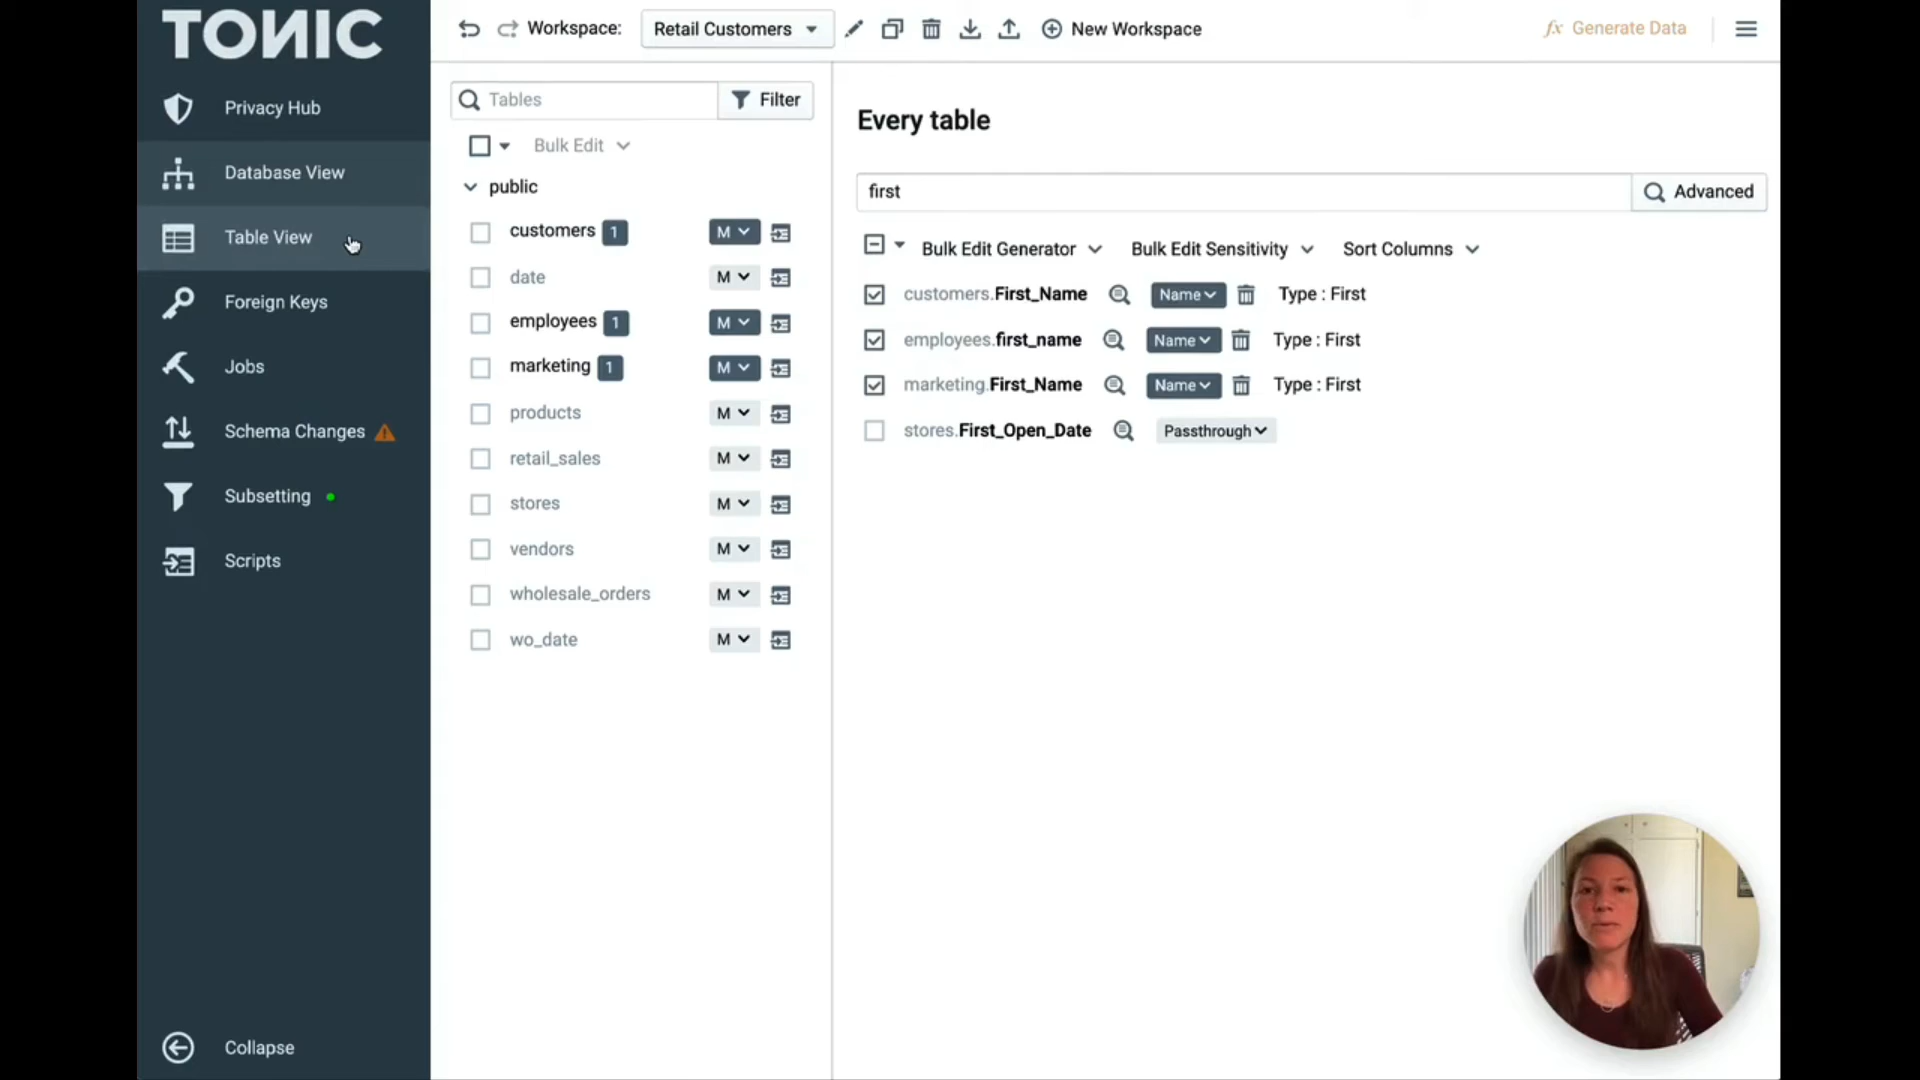 TONIC
Workspace:
Retail Customers
New Workspace
fx Generate Data
Privacy Hub
Database View
Table View
Foreign Keys
Jobs
Schema Changes
Subsetting
Scripts
Collapse
Tables
Filter
Bulk Edit
public
customers 1 M
date M
employees 1 M
marketing 1 M
products M
retail_sales M
stores M
vendors M
wholesale_orders M
wo_date M
Every table
first
Advanced
Bulk Edit Generator Bulk Edit Sensitivity Sort Columns
customers.First_Name Name Type : First
employees.first_name Name Type : First
marketing.First_Name Name Type : First
stores.First_Open_Date Passthrough